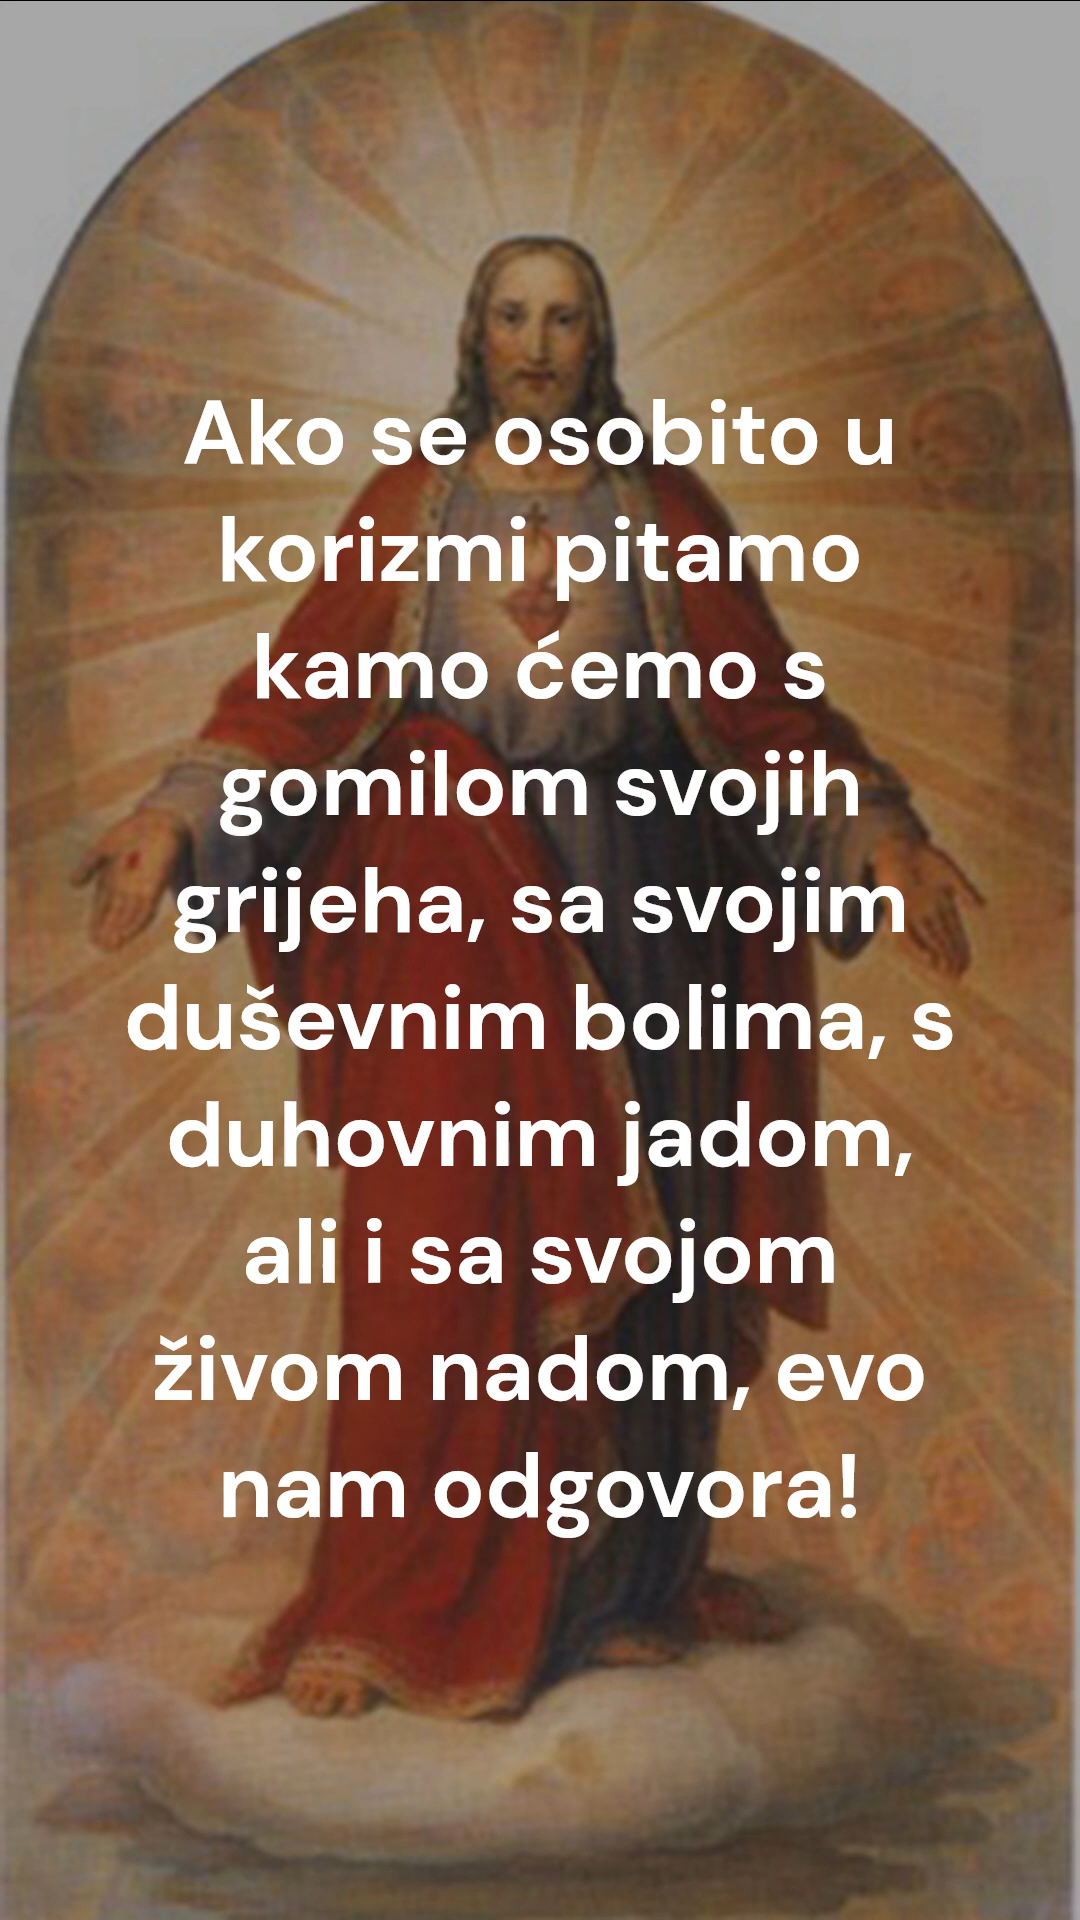 Ako se osobito u
korizmi pitamo
kamo ćemo s
gomilom svojih
grijeha, sa svojim
duševnim bolima, s
duhovnim jadom,
ali i sa svojom
živom nadom, evo
nam odgovora!